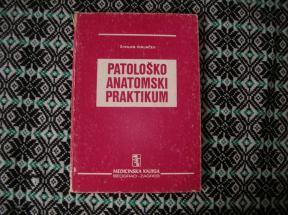 PATOLOŠKO
ANATOMSKI
PRAKTIKUM
MEDICINSKA KNJIGA
BEOGRAD-ZAGREB